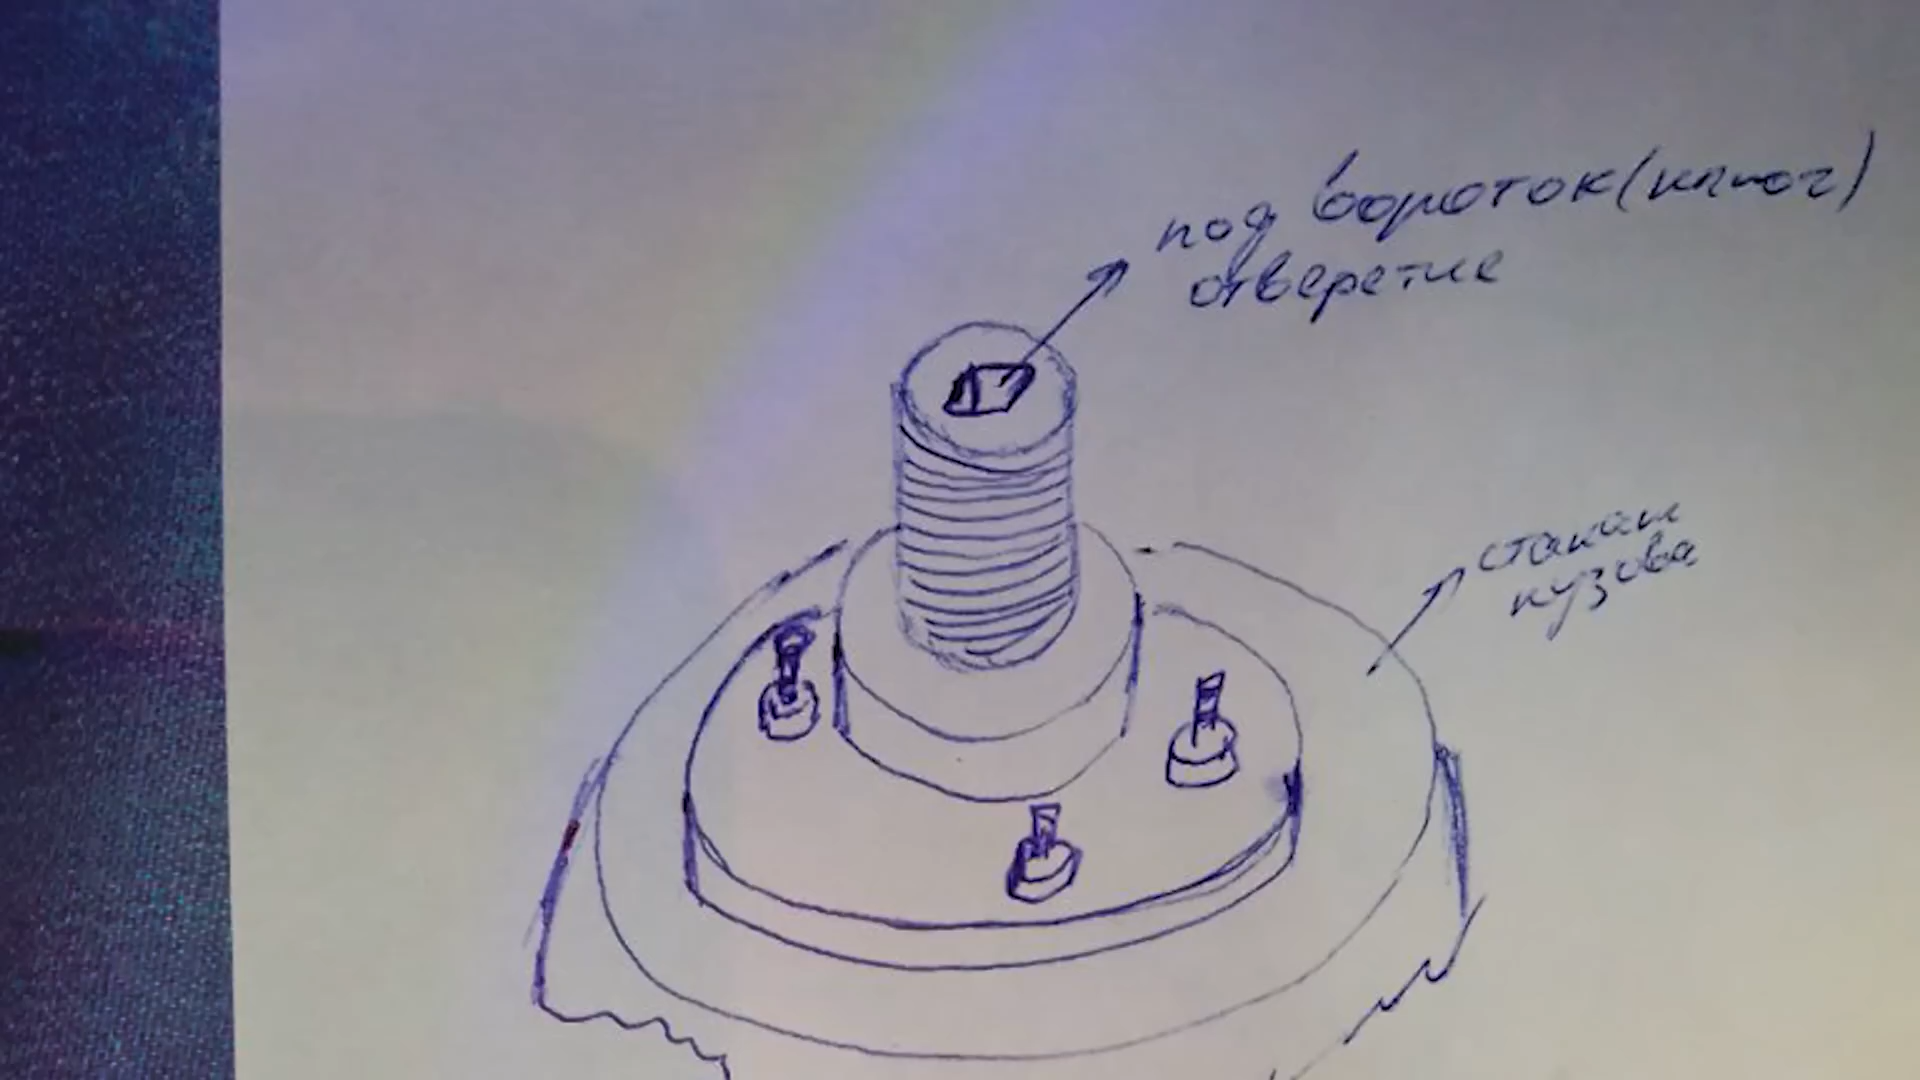 под вороток (ключ)
отверстие
стакан
кузова